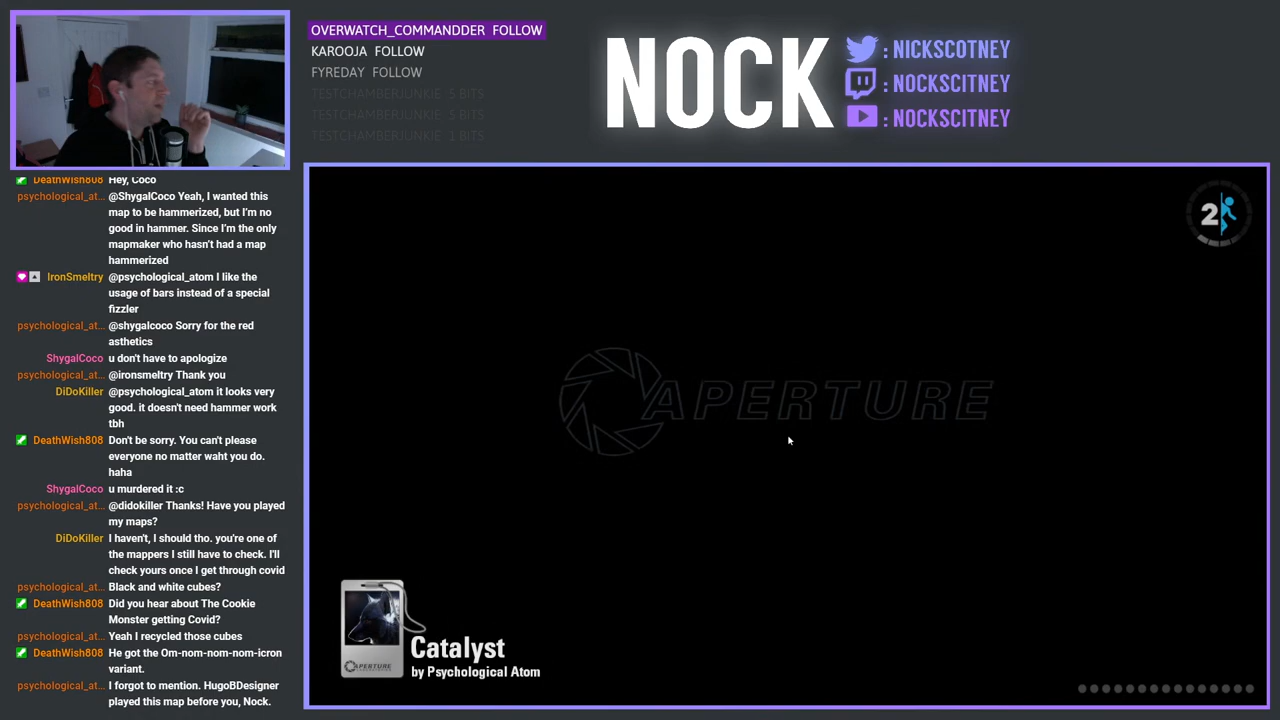 OVERWATCH_COMMANDDER FOLLOW
KAROOJA FOLLOW
FYREDAY FOLLOW
TESTCHAMBERJUNKIE 5 BITS
TESTCHAMBERJUNKIE 5 BITS
TESTCHAMBERJUNKIE 1 BITS
NOCK
: NICKSCOTNEY
: NOCKSCITNEY
: NOCKSCITNEY
DeathWish808 Hey, Coco
psychological_at... @ShygalCoco Yeah, I wanted this
map to be hammerized, but I'm no
good in hammer. Since I'm the only
mapmaker who hasn't had a map
hammerized
IronSmeltry @psychological_atom I like the
usage of bars instead of a special
fizzler
psychological_at... @shygalcoco Sorry for the red
asthetics
ShygalCoco u don't have to apologize
psychological_at... @ironsmeltry Thank you
DiDoKiller @psychological_atom it looks very
good. it doesn't need hammer work
tbh
DeathWish808 Don't be sorry. You can't please
everyone no matter waht you do.
haha
ShygalCoco u murdered it :c
psychological_at... @didokiller Thanks! Have you played
my maps?
DiDoKiller I haven't, I should tho. you're one of
the mappers I still have to check. I'll
check yours once I get through covid
psychological_at... Black and white cubes?
DeathWish808 Did you hear about The Cookie
Monster getting Covid?
psychological_at... Yeah I recycled those cubes
DeathWish808 He got the Om-nom-nom-nom-icron
variant.
psychological_at... I forgot to mention. HugoBDesigner
played this map before you, Nock.
2
APERTURE
APERTURE
Catalyst
by Psychological Atom